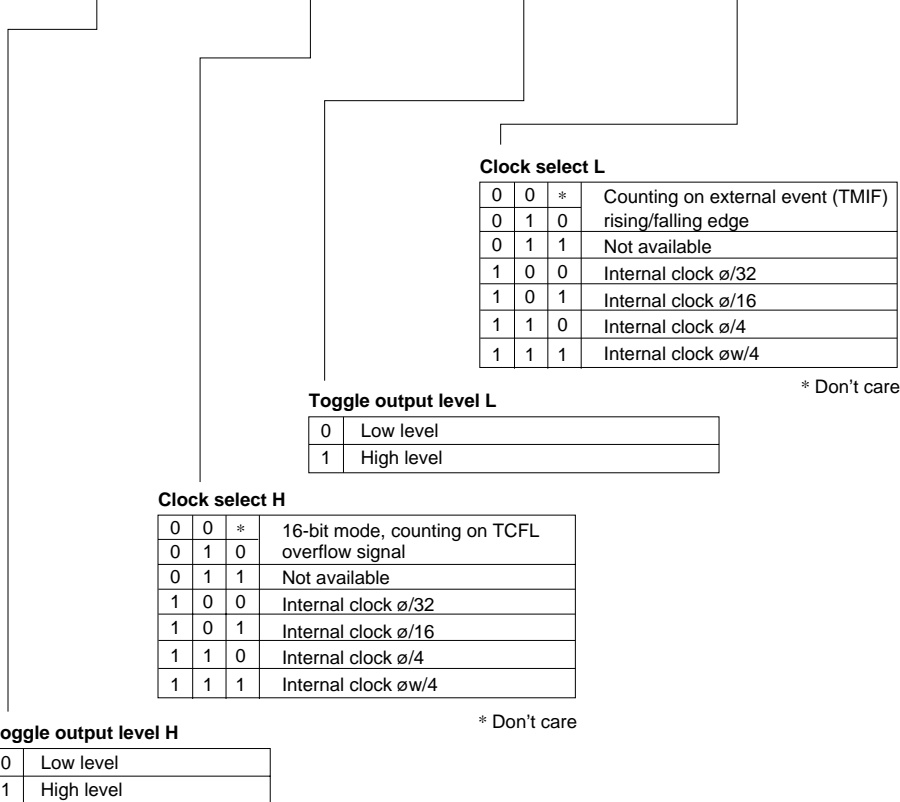 Clock select L
0 0 * Counting on external event (TMIF)
0 1 0 rising/falling edge
0 1 1 Not available
1 0 0 Internal clock ø/32
1 0 1 Internal clock ø/16
1 1 0 Internal clock ø/4
1 1 1 Internal clock øw/4
* Don't care
Toggle output level L
0 Low level
1 High level
Clock select H
0 0 * 16-bit mode, counting on TCFL
0 1 0 overflow signal
0 1 1 Not available
1 0 0 Internal clock ø/32
1 0 1 Internal clock ø/16
1 1 0 Internal clock ø/4
1 1 1 Internal clock øw/4
* Don't care
oggle output level H
0 Low level
1 High level